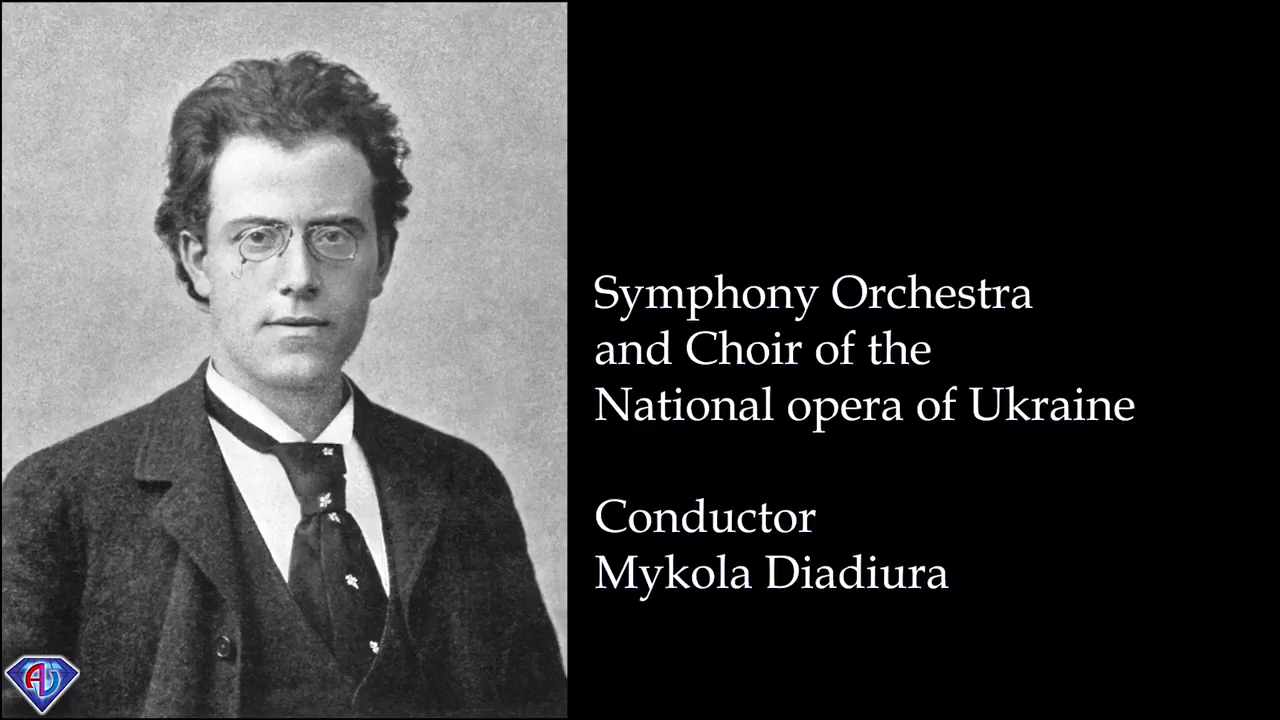 Symphony Orchestra
and Choir of the
National opera of Ukraine
Conductor
Mykola Diadiura